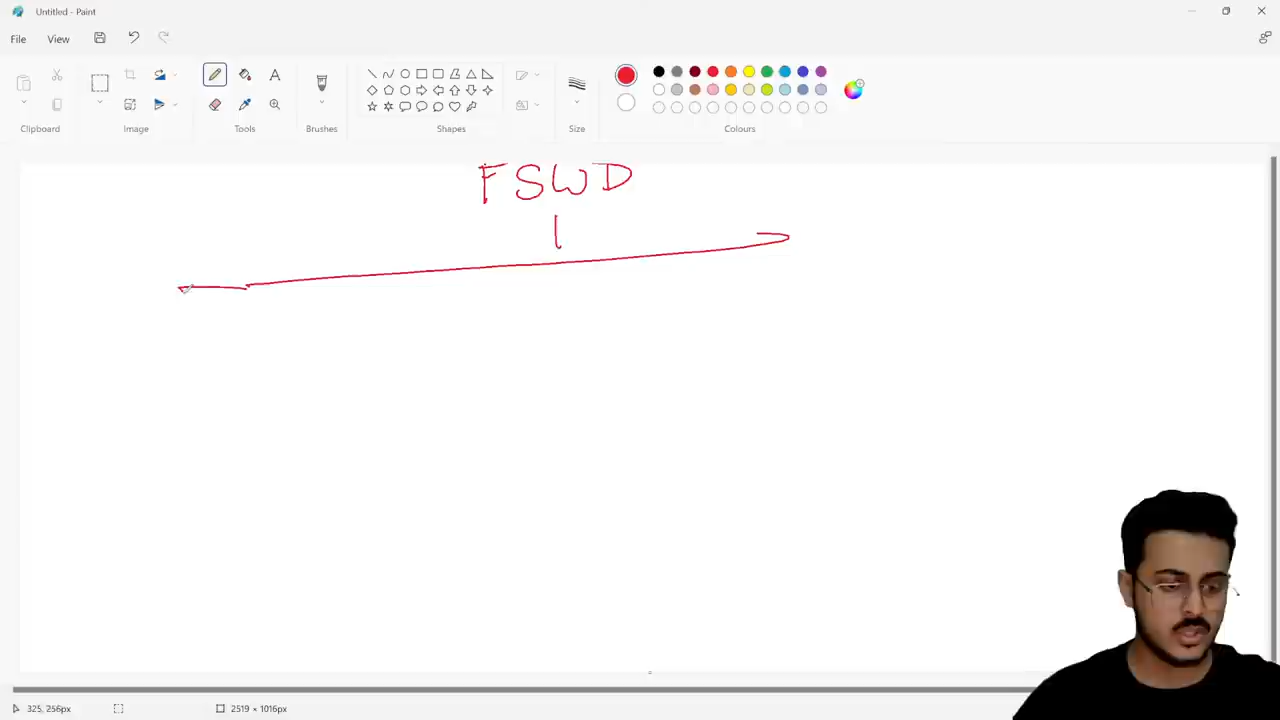 Untitled - Paint
File View
Clipboard Image Tools Brushes Shapes Size Colours
FSWD
325, 256px 2519 × 1016px